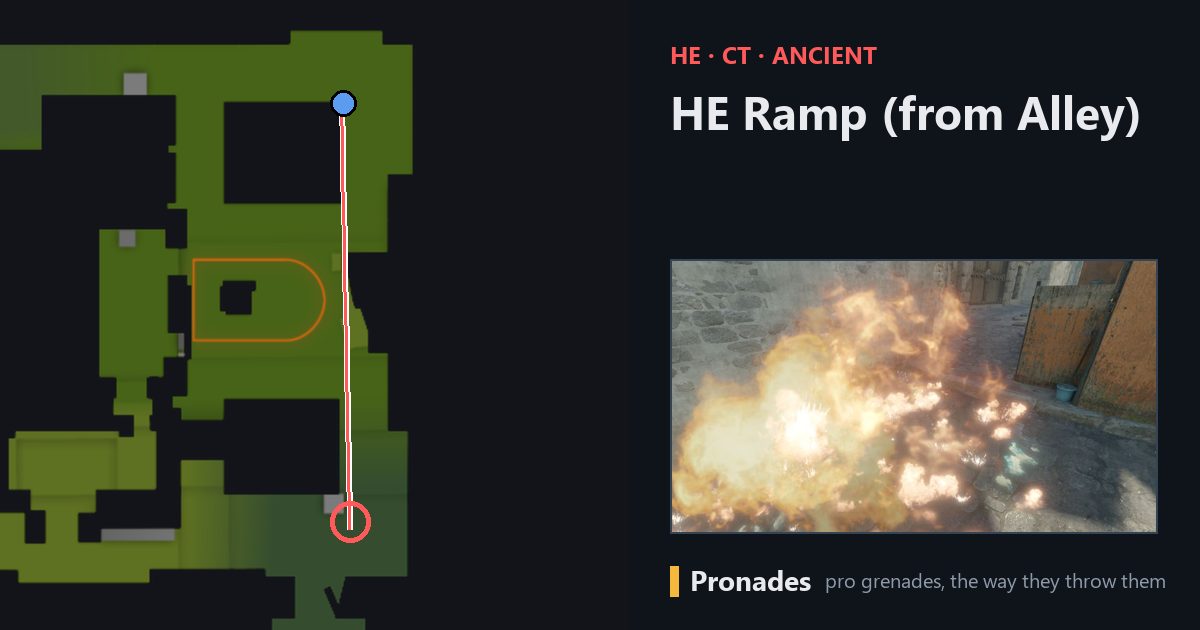 HE · CT · ANCIENT
HE Ramp (from Alley)
Pronades pro grenades, the way they throw them